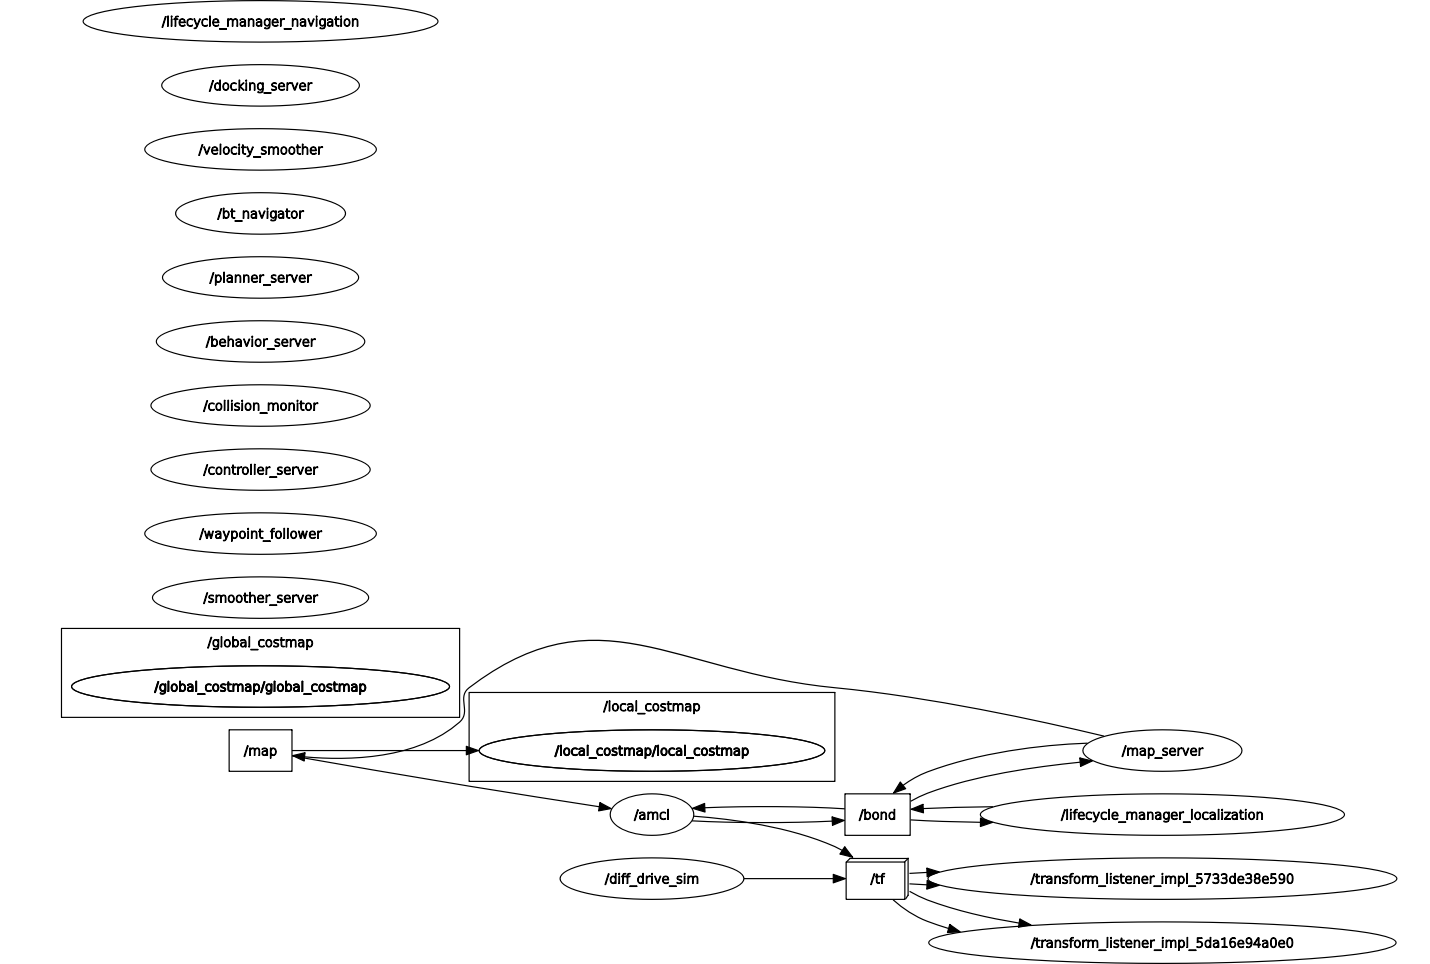 /lifecycle_manager_navigation
/docking_server
/velocity_smoother
/bt_navigator
/planner_server
/behavior_server
/collision_monitor
/controller_server
/waypoint_follower
/smoother_server
/global_costmap
/global_costmap/global_costmap
/local_costmap
/map
/local_costmap/local_costmap
/map_server
/amcl
/bond
/lifecycle_manager_localization
/diff_drive_sim
/tf
/transform_listener_impl_5733de38e590
/transform_listener_impl_5da16e94a0e0